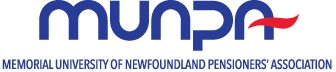 munpa
MEMORIAL UNIVERSITY OF NEWFOUNDLAND PENSIONERS' ASSOCIATION